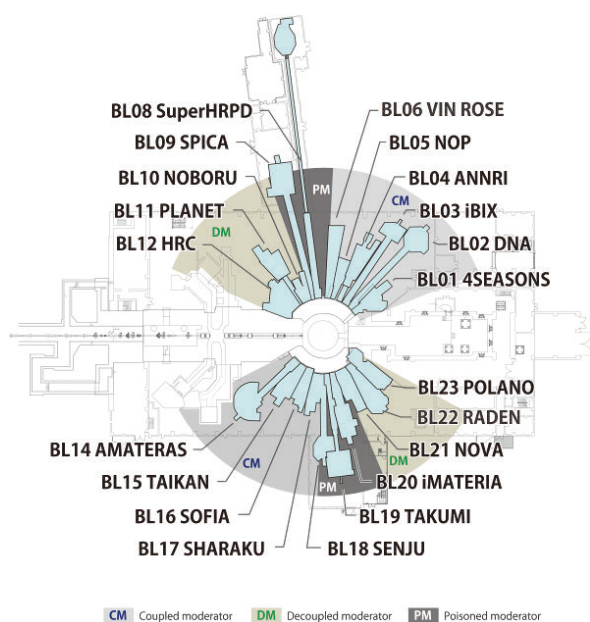 BL08 SuperHRPD
BL06 VIN ROSE
BL09 SPICA
BL05 NOP
BL10 NOBORU
PM
BL04 ANNRI
BL11 PLANET
CM
BL03 iBIX
BL12 HRC
DM
BL02 DNA
BL01 4SEASONS
BL23 POLANO
BL22 RADEN
BL14 AMATERAS
CM
BL21 NOVA
DM
BL15 TAIKAN
PM
BL20 iMATERIA
BL16 SOFIA
BL19 TAKUMI
BL17 SHARAKU
BL18 SENJU
CM Coupled moderator DM Decoupled moderator PM Poisoned moderator